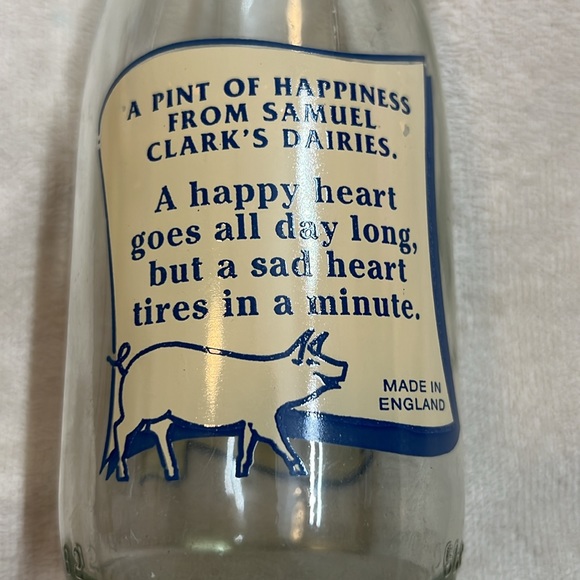 A PINT OF HAPPINESS
FROM SAMUEL
CLARK'S DAIRIES.
A happy heart
goes all day long,
but a sad heart
tires in a minute.
MADE IN
ENGLAND